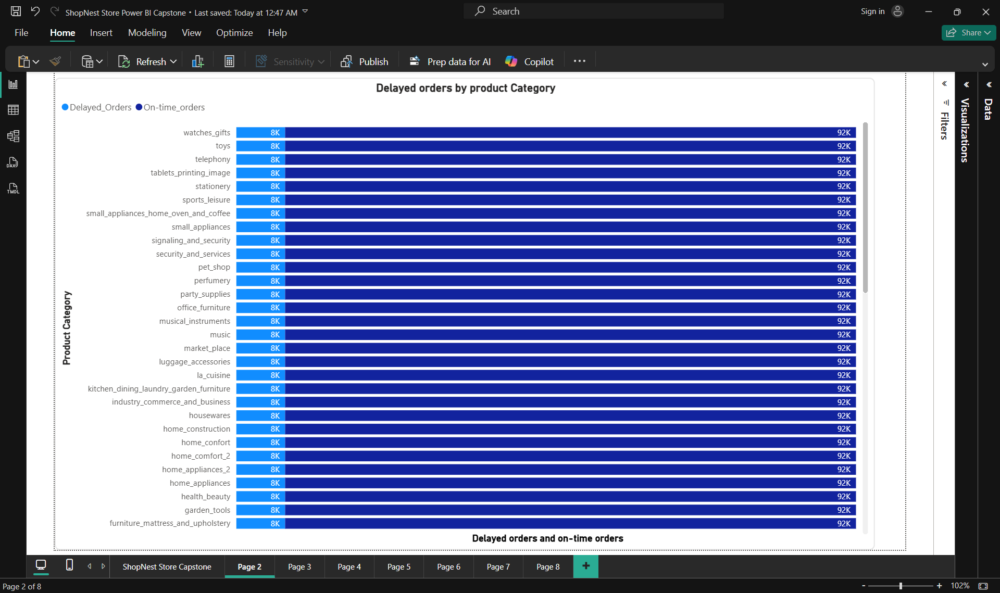 ShopNest Store Power BI Capstone • Last saved: Today at 12:47 AM
Search
Sign in
File Home Insert Modeling View Optimize Help
Share
Refresh
Sensitivity
Publish
Prep data for AI
Copilot
DAX
TMDL
Delayed orders by product Category
Delayed_Orders On-time_orders
Product Category
watches_gifts 8K 92K
toys 8K 92K
telephony 8K 92K
tablets_printing_image 8K 92K
stationery 8K 92K
sports_leisure 8K 92K
small_appliances_home_oven_and_coffee 8K 92K
small_appliances 8K 92K
signaling_and_security 8K 92K
security_and_services 8K 92K
pet_shop 8K 92K
perfumery 8K 92K
party_supplies 8K 92K
office_furniture 8K 92K
musical_instruments 8K 92K
music 8K 92K
market_place 8K 92K
luggage_accessories 8K 92K
la_cuisine 8K 92K
kitchen_dining_laundry_garden_furniture 8K 92K
industry_commerce_and_business 8K 92K
housewares 8K 92K
home_construction 8K 92K
home_confort 8K 92K
home_comfort_2 8K 92K
home_appliances_2 8K 92K
home_appliances 8K 92K
health_beauty 8K 92K
garden_tools 8K 92K
furniture_mattress_and_upholstery 8K 92K
Delayed orders and on-time orders
Filters
Visualizations
Data
ShopNest Store Capstone Page 2 Page 3 Page 4 Page 5 Page 6 Page 7 Page 8
Page 2 of 8
102%